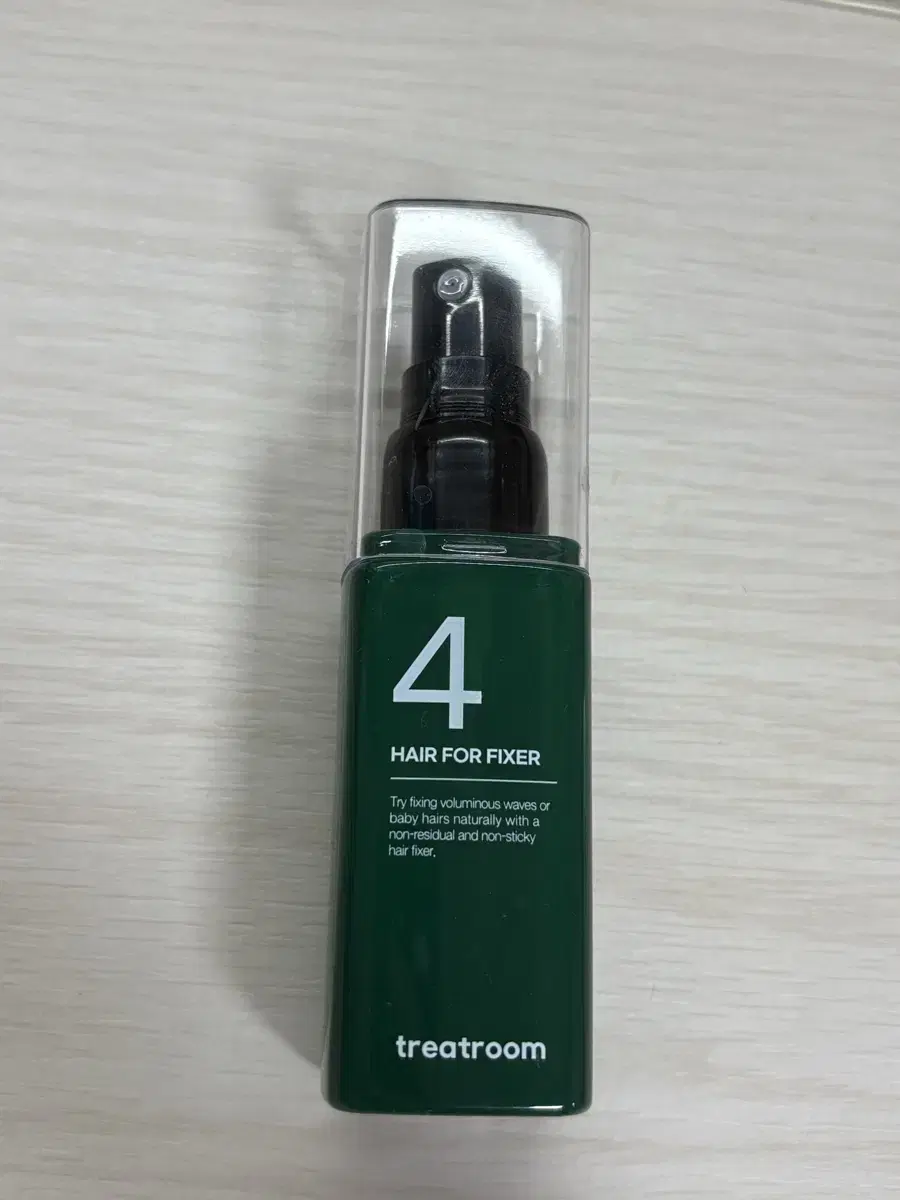 4
HAIR FOR FIXER
Try fixing voluminous waves or
baby hairs naturally with a
non-residual and non-sticky
hair fixer.
treatroom